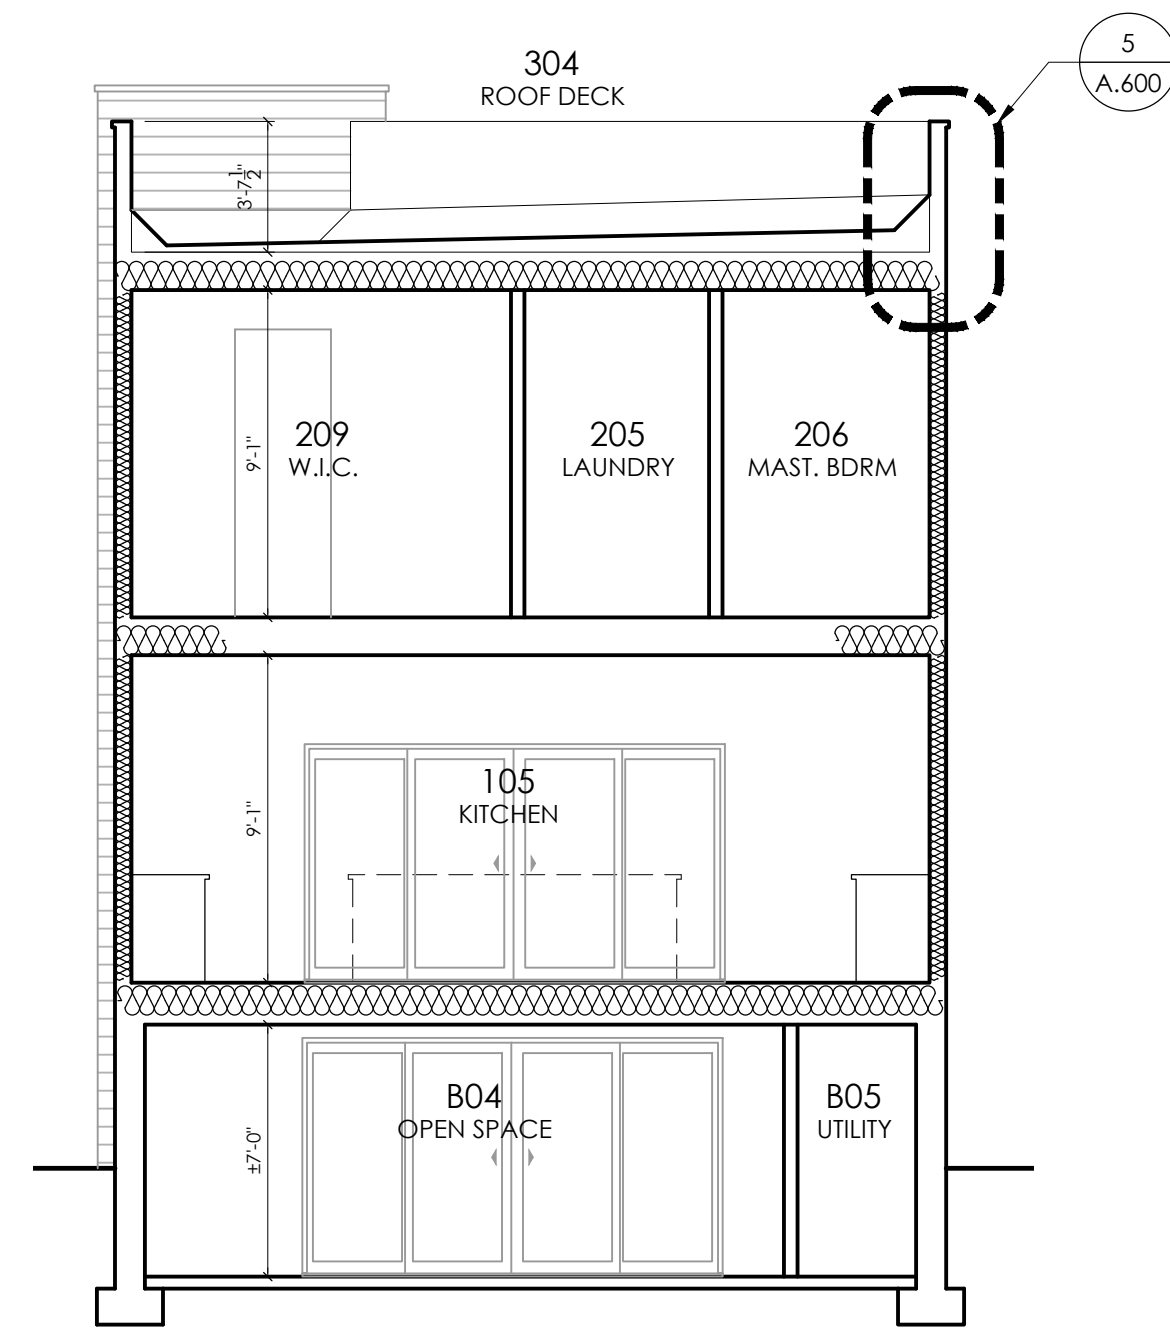 5
A.600
304
ROOF DECK
3'-7 1/2"
209
W.I.C.
205
LAUNDRY
206
MAST. BDRM
9'-1"
105
KITCHEN
9'-1"
B04
OPEN SPACE
B05
UTILITY
±7'-0"